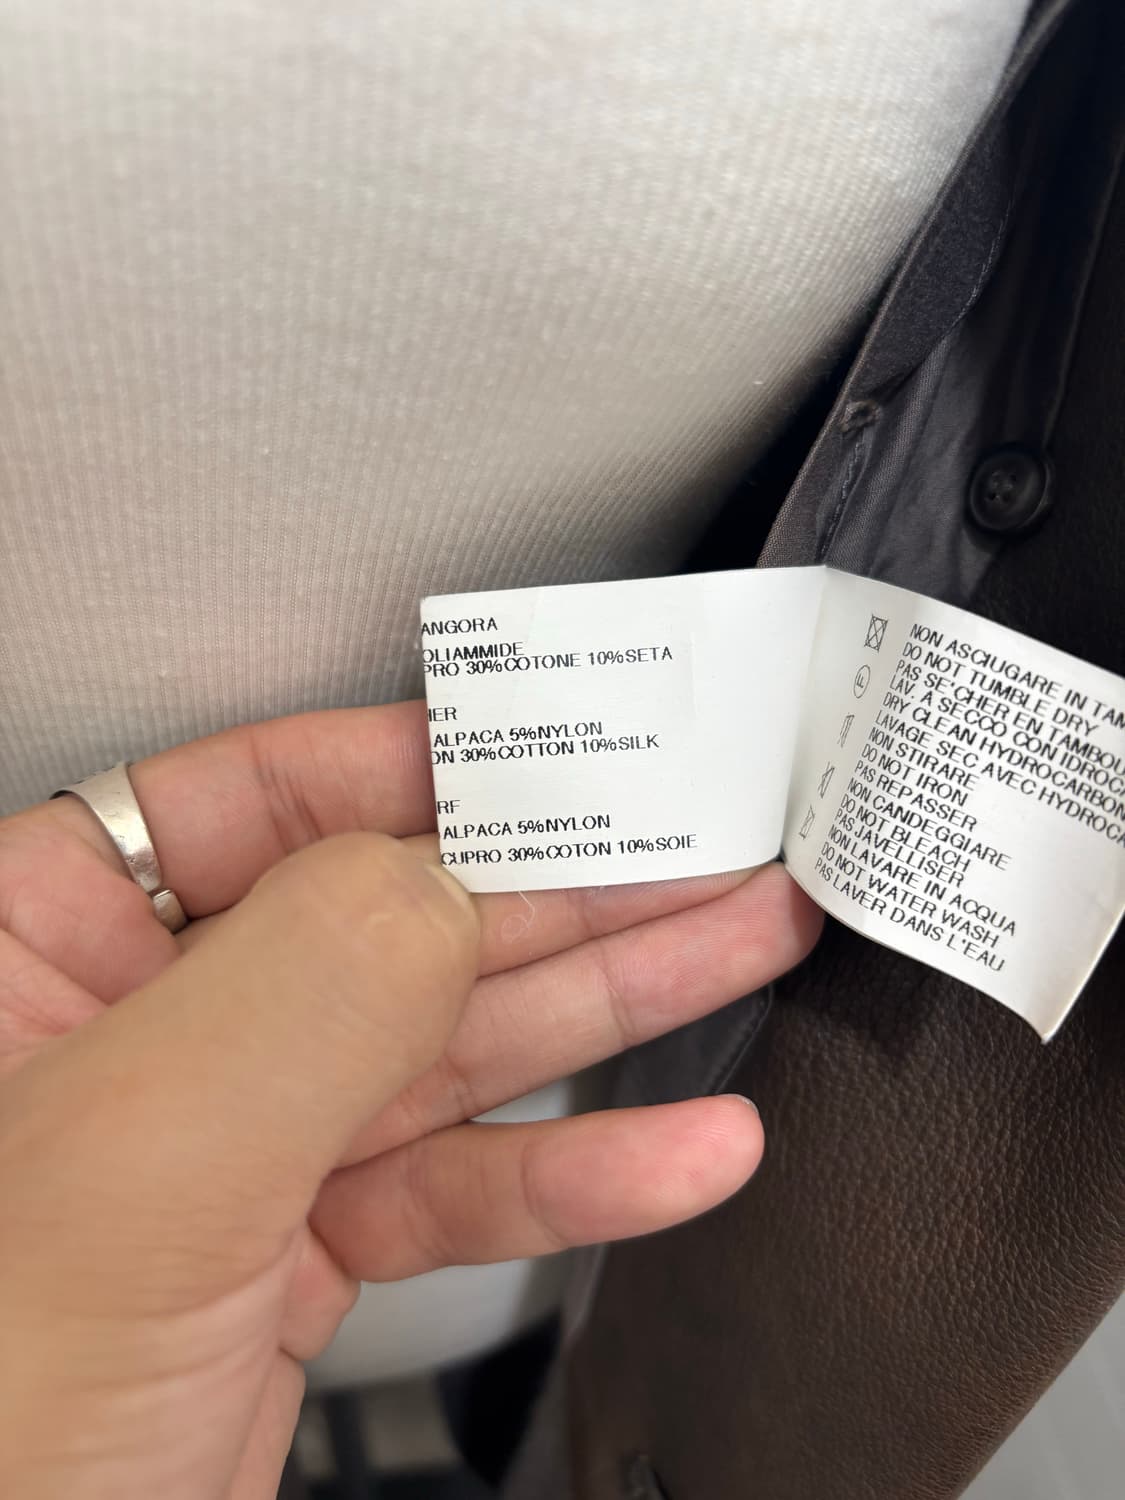 ANGORA
OLIAMMIDE
PRO 30%COTONE 10%SETA
HER
ALPACA 5%NYLON
ON 30%COTTON 10%SILK
RF
ALPACA 5%NYLON
CUPRO 30%COTON 10%SOIE
NON ASCIUGARE IN TAM
DO NOT TUMBLE DRY
PAS SE'CHER EN TAMBOU
LAV. A SECCO CON IDROCA
DRY CLEAN HYDROCARBON
LAVAGE SEC AVEC HYDROCA
NON STIRARE
DO NOT IRON
PAS REPASSER
NON CANDEGGIARE
DO NOT BLEACH
PAS JAVELLISER
NON LAVARE IN ACQUA
DO NOT WATER WASH
PAS LAVER DANS L'EAU
F